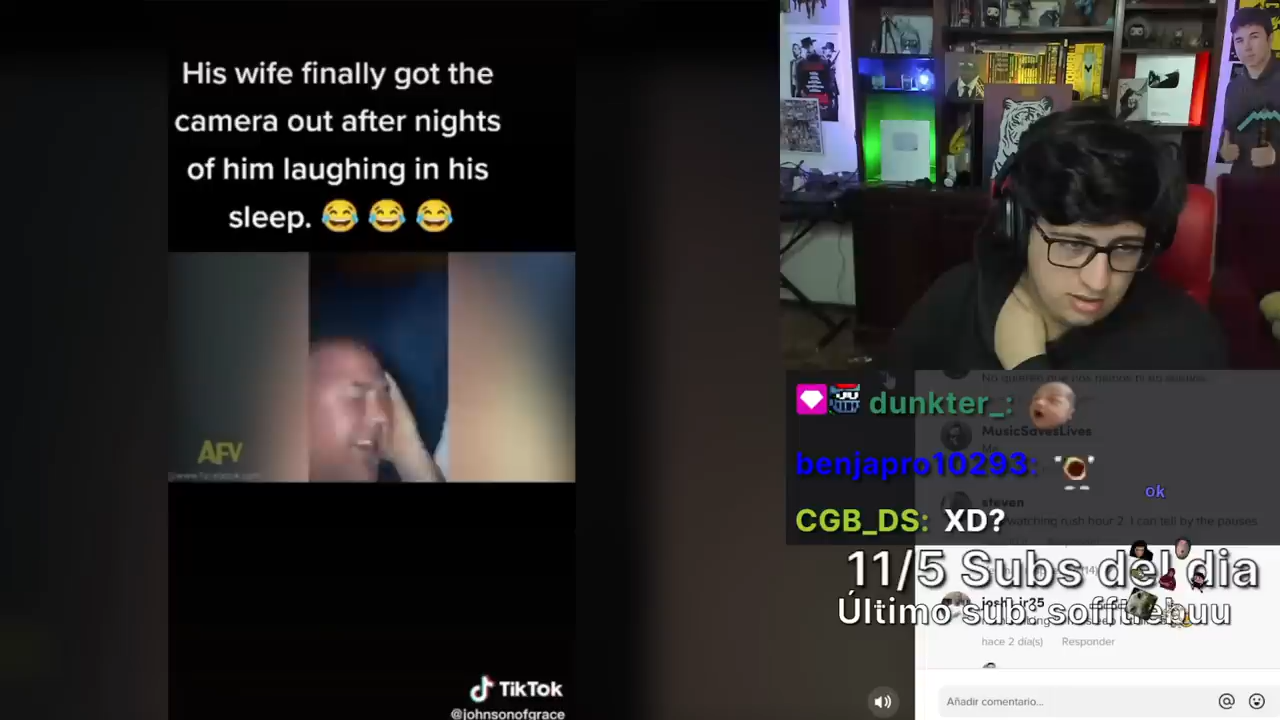 His wife finally got the
camera out after nights
of him laughing in his
sleep. 😂 😂 😂
AFV
TikTok
@johnsonofgrace
dunkter_:
MusicSavesLives
benjapro10293:
ok
steven
watching rush hour 2. I can tell by the pauses
CGB_DS: XD?
11/5 Subs del dia
Último sub: sofftebuu
hace 2 día(s) Responder
Añadir comentario...